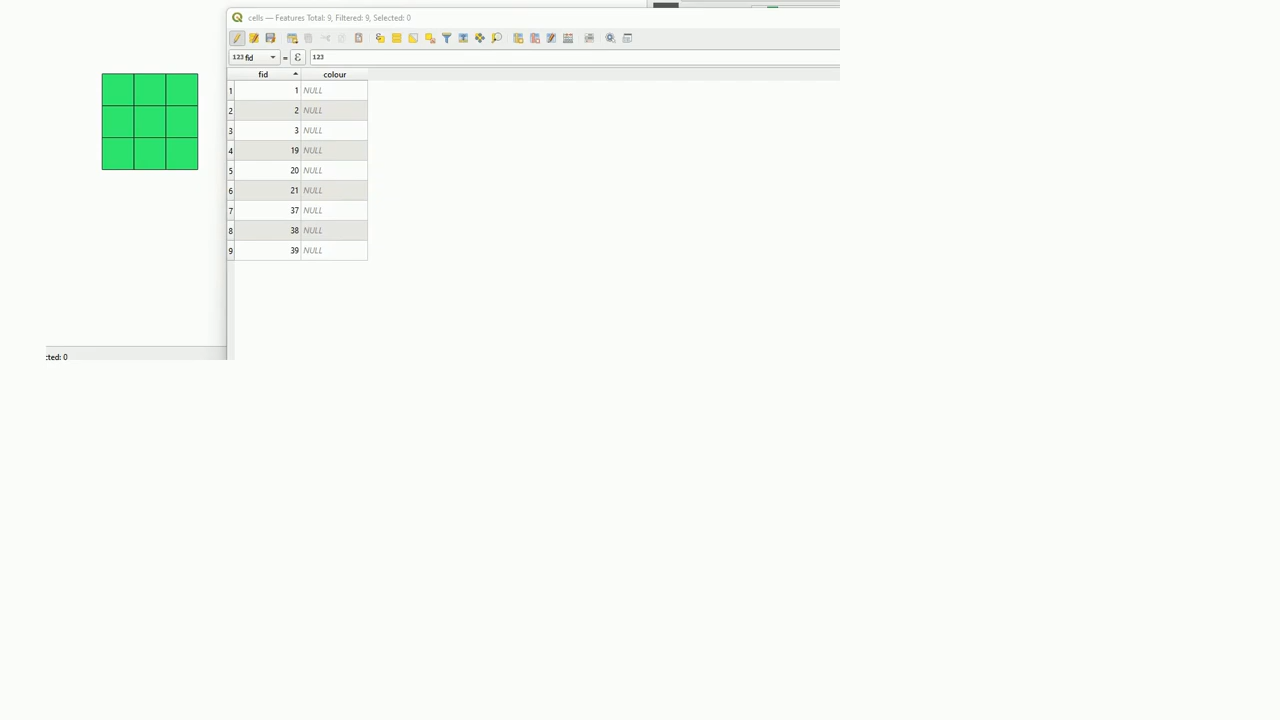 cells — Features Total: 9, Filtered: 9, Selected: 0
123 fid = ε 123
fid colour
1 1 NULL
2 2 NULL
3 3 NULL
4 19 NULL
5 20 NULL
6 21 NULL
7 37 NULL
8 38 NULL
9 39 NULL
cted: 0